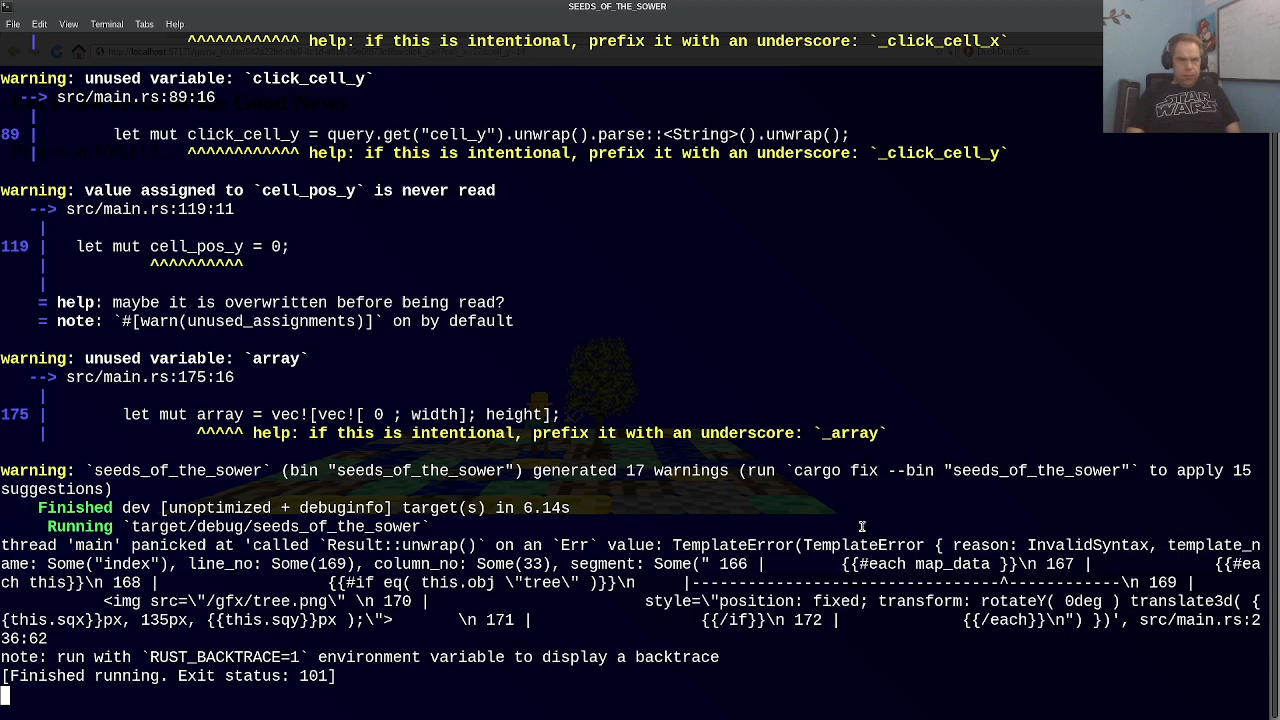 SEEDS_OF_THE_SOWER
File Edit View Terminal Tabs Help
| ^^^^^^^^^^^^ help: if this is intentional, prefix it with an underscore: `_click_cell_x`
warning: unused variable: `click_cell_y`
--> src/main.rs:89:16
|
89 | let mut click_cell_y = query.get("cell_y").unwrap().parse::<String>().unwrap();
| ^^^^^^^^^^^^ help: if this is intentional, prefix it with an underscore: `_click_cell_y`
warning: value assigned to `cell_pos_y` is never read
--> src/main.rs:119:11
|
119 | let mut cell_pos_y = 0;
| ^^^^^^^^^^
|
= help: maybe it is overwritten before being read?
= note: `#[warn(unused_assignments)]` on by default
warning: unused variable: `array`
--> src/main.rs:175:16
|
175 | let mut array = vec![vec![ 0 ; width]; height];
| ^^^^^ help: if this is intentional, prefix it with an underscore: `_array`
warning: `seeds_of_the_sower` (bin "seeds_of_the_sower") generated 17 warnings (run `cargo fix --bin "seeds_of_the_sower"` to apply 15
suggestions)
Finished dev [unoptimized + debuginfo] target(s) in 6.14s
Running `target/debug/seeds_of_the_sower`
thread 'main' panicked at 'called `Result::unwrap()` on an `Err` value: TemplateError(TemplateError { reason: InvalidSyntax, template_n
ame: Some("index"), line_no: Some(169), column_no: Some(33), segment: Some(" 166 | {{#each map_data }}\n 167 | {{#ea
ch this}}\n 168 | {{#if eq( this.obj \"tree\" )}}\n |---------------------------------^------------\n 169 |
<img src=\"/gfx/tree.png\" \n 170 | style=\"position: fixed; transform: rotateY( 0deg ) translate3d( {
{this.sqx}}px, 135px, {{this.sqy}}px );\"> \n 171 | {{/if}}\n 172 | {{/each}}\n") })', src/main.rs:2
36:62
note: run with `RUST_BACKTRACE=1` environment variable to display a backtrace
[Finished running. Exit status: 101]
STAR
WARS